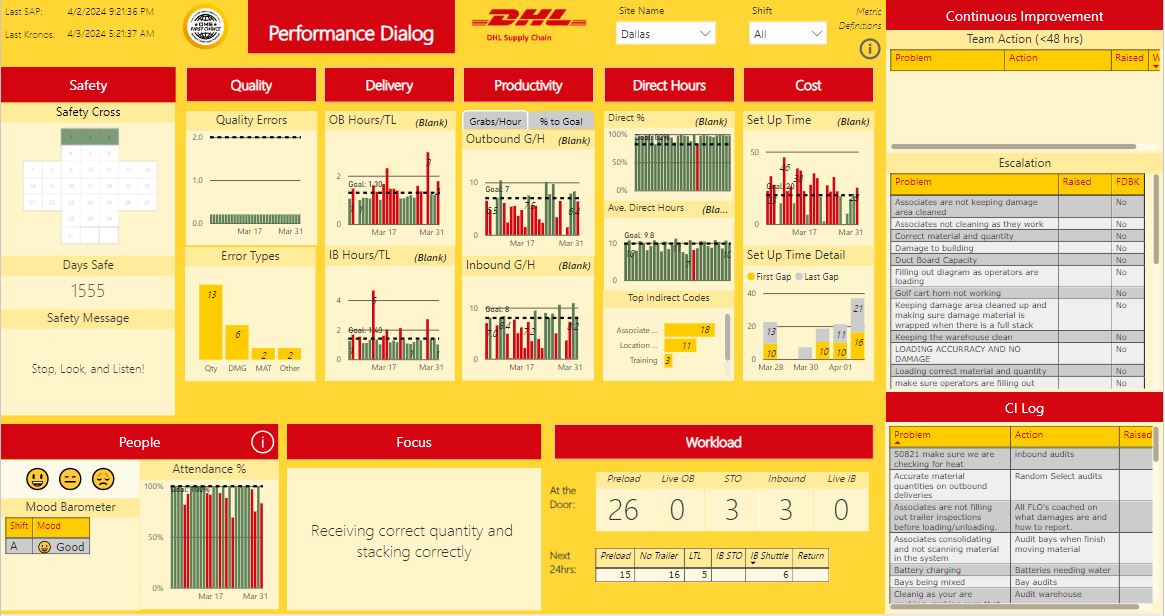 Last SAP: 4/2/2024 9:21:36 PM
Last Kronos: 4/3/2024 5:21:37 AM
DHL
FIRST CHOICE
Performance Dialog
DHL
DHL Supply Chain
Site Name
Dallas
Shift
All
Metric
Definitions
Safety
Safety Cross
Days Safe
1555
Safety Message
Stop, Look, and Listen!
Quality
Quality Errors
2.0
1.0
0.0
Mar 17 Mar 31
Error Types
13
6
2
2
Qty DMG MAT Other
Delivery
OB Hours/TL (Blank)
2
Goal: 1.30
0
Mar 17 Mar 31
IB Hours/TL (Blank)
4
2
Goal: 1.40
0
Mar 17 Mar 31
Productivity
Grabs/Hour % to Goal
Outbound G/H (Blank)
10
Goal: 7
0
Mar 17 Mar 31
Inbound G/H (Blank)
10
Goal: 8
0
Mar 17 Mar 31
Direct Hours
Direct % (Blank)
100%
50%
0%
Ave. Direct Hours (Bla...
10
Goal: 9.8
0
Top Indirect Codes
Associate ... 18
Location ... 11
Training 3
Cost
Set Up Time (Blank)
50
Goal: 20
0
Mar 17 Mar 31
Set Up Time Detail
First Gap Last Gap
40
20
0
13
10
10
11
10
21
16
Mar 28 Mar 30 Apr 01
Continuous Improvement
Team Action (<48 hrs)
Problem Action Raised W
Escalation
Problem Raised FDBK
Associates are not keeping damage
area cleaned No
Associates not cleaning as they work No
Correct material and quantity No
Damage to building No
Duct Board Capacity No
Filling out diagram as operators are
loading No
Golf cart horn not working No
Keeping damage area cleaned up and
making sure damage material is
wrapped when there is a full stack No
Keeping the warehouse clean No
LOADING ACCURRACY AND NO
DAMAGE No
Loading correct material and quantity No
make sure operators are filling out No
CI Log
Problem Action Raised
50821 make sure we are
checking for heat
inbound audits
Accurate material
quantities on outbound
deliveries
Random Select audits
Associates are not filling
out trailer inspections
before loading/unloading.
All FLO's coached on
what damages are and
how to report.
Associates consolidating
and not scanning material
in the system
Audit bays when finish
moving material
Battery charging Batteries needing water
Bays being mixed Bay audits
Cleanig as your are Audit warehouse
People
Mood Barometer
Shift Mood
A Good
Attendance %
100%
50%
0%
Mar 17 Mar 31
Focus
Receiving correct quantity and
stacking correctly
Workload
At the
Door:
Preload Live OB STO Inbound Live IB
26 0 3 3 0
Next
24hrs:
Preload No Trailer LTL IB STO IB Shuttle Return
15 16 5 6